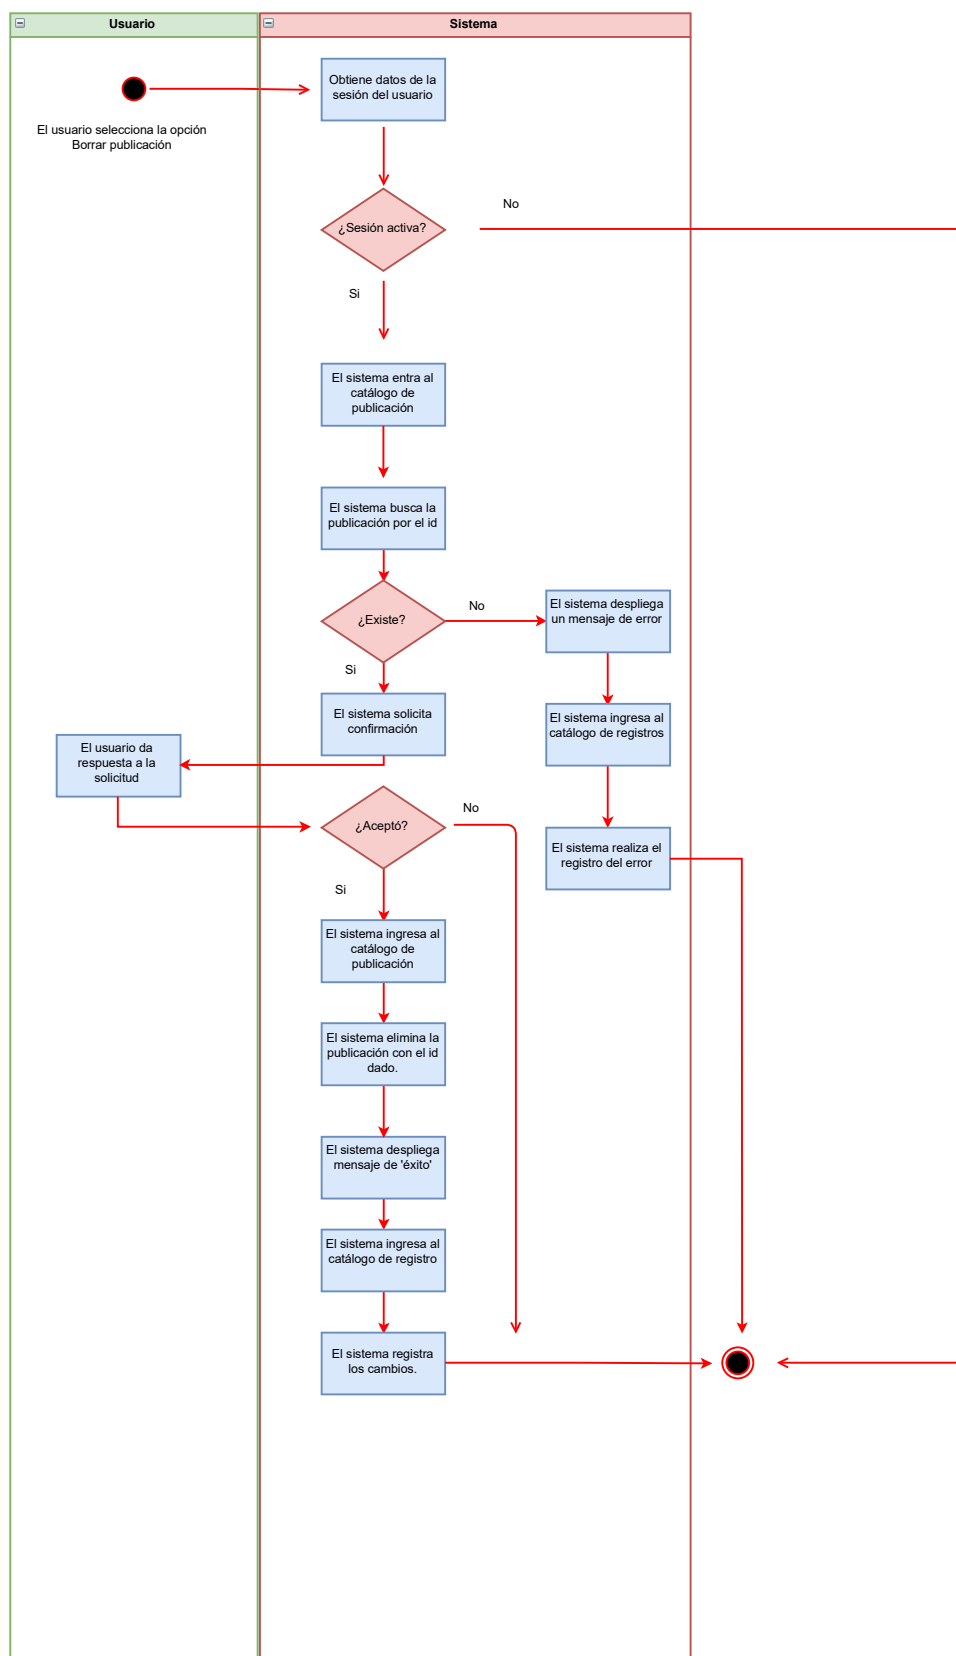 Usuario
Sistema
Obtiene datos de la
sesión del usuario
El usuario selecciona la opción
Borrar publicación
¿Sesión activa?
No
Si
El sistema entra al
catálogo de
publicación
El sistema busca la
publicación por el id
¿Existe?
No
El sistema despliega
un mensaje de error
Si
El sistema solicita
confirmación
El sistema ingresa al
catálogo de registros
El usuario da
respuesta a la
solicitud
¿Aceptó?
No
El sistema realiza el
registro del error
Si
El sistema ingresa al
catálogo de
publicación
El sistema elimina la
publicación con el id
dado.
El sistema despliega
mensaje de 'éxito'
El sistema ingresa al
catálogo de registro
El sistema registra
los cambios.